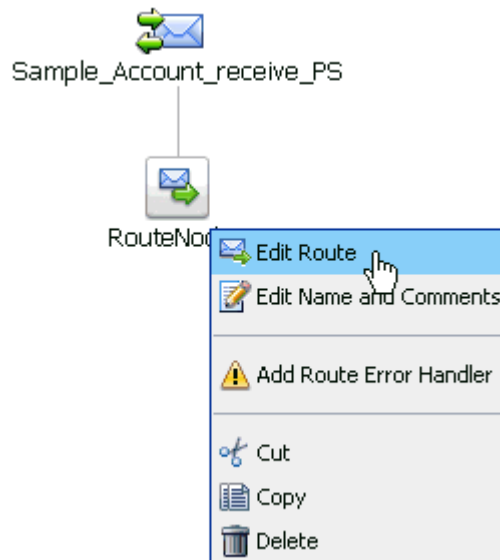 Sample_Account_receive_PS
RouteNod
Edit Route
Edit Name and Comments
Add Route Error Handler
Cut
Copy
Delete